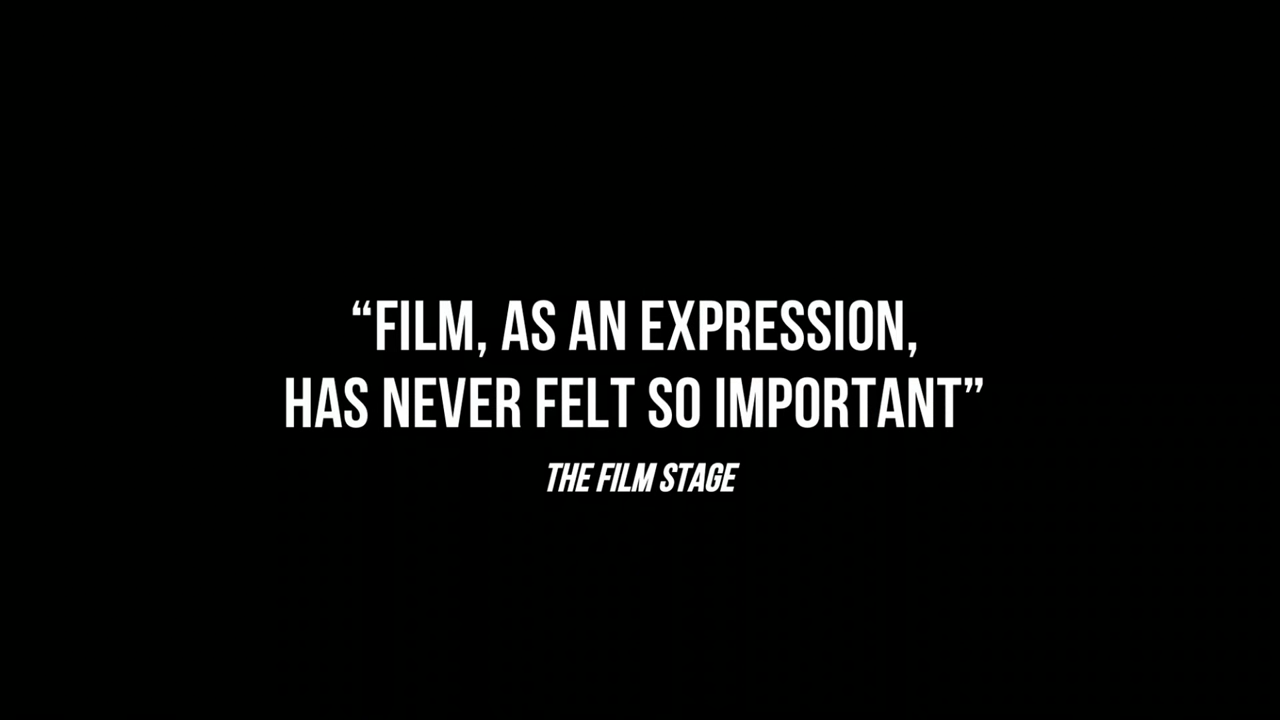 “FILM, AS AN EXPRESSION,
HAS NEVER FELT SO IMPORTANT”
THE FILM STAGE